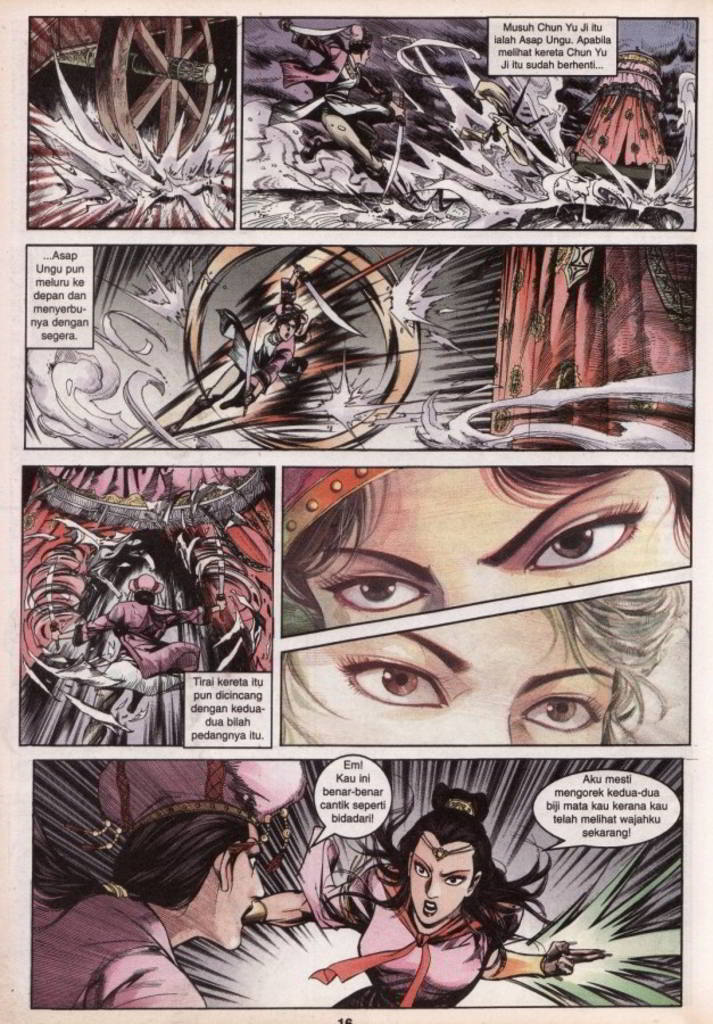 Musuh Chun Yu Ji itu
ialah Asap Ungu. Apabila
melihat kereta Chun Yu
Ji itu sudah berhenti...
...Asap
Ungu pun
meluru ke
depan dan
menyerbu-
nya dengan
segera.
Tirai kereta itu
pun dicincang
dengan kedua-
dua bilah
pedangnya itu.
Em!
Kau ini
benar-benar
cantik seperti
bidadari!
Aku mesti
mengorek kedua-dua
biji mata kau kerana kau
telah melihat wajahku
sekarang!
16